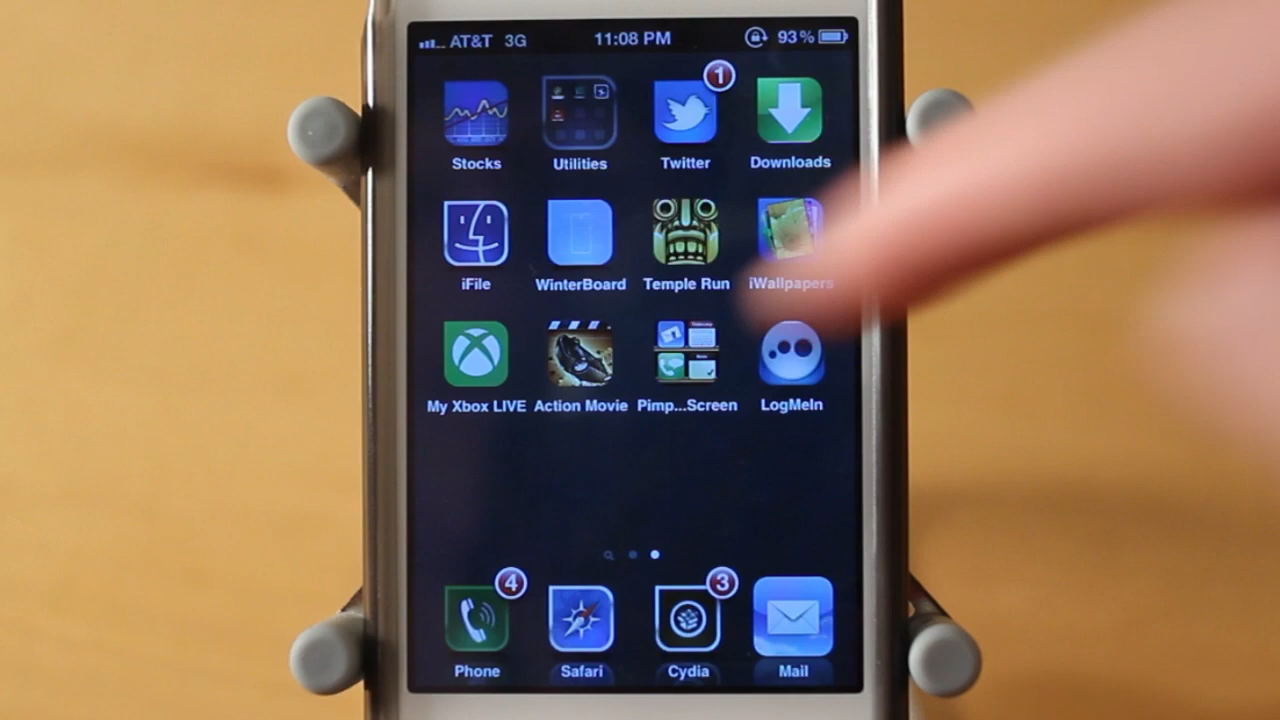 AT&T 3G 11:08 PM 93%
1
Stocks Utilities Twitter Downloads
iFile WinterBoard Temple Run iWallpapers
My Xbox LIVE Action Movie Pimp...Screen LogMeIn
4 3
Phone Safari Cydia Mail